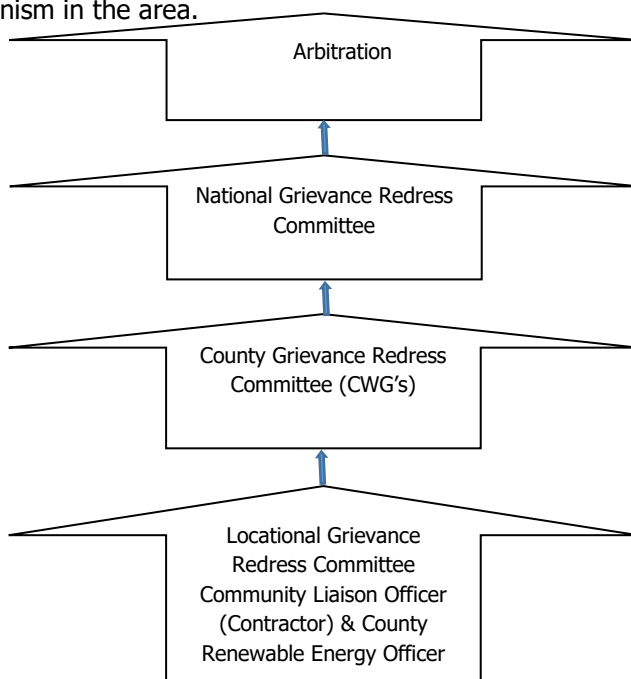 nism in the area.
Arbitration
National Grievance Redress
Committee
County Grievance Redress
Committee (CWG's)
Locational Grievance
Redress Committee
Community Liaison Officer
(Contractor) & County
Renewable Energy Officer